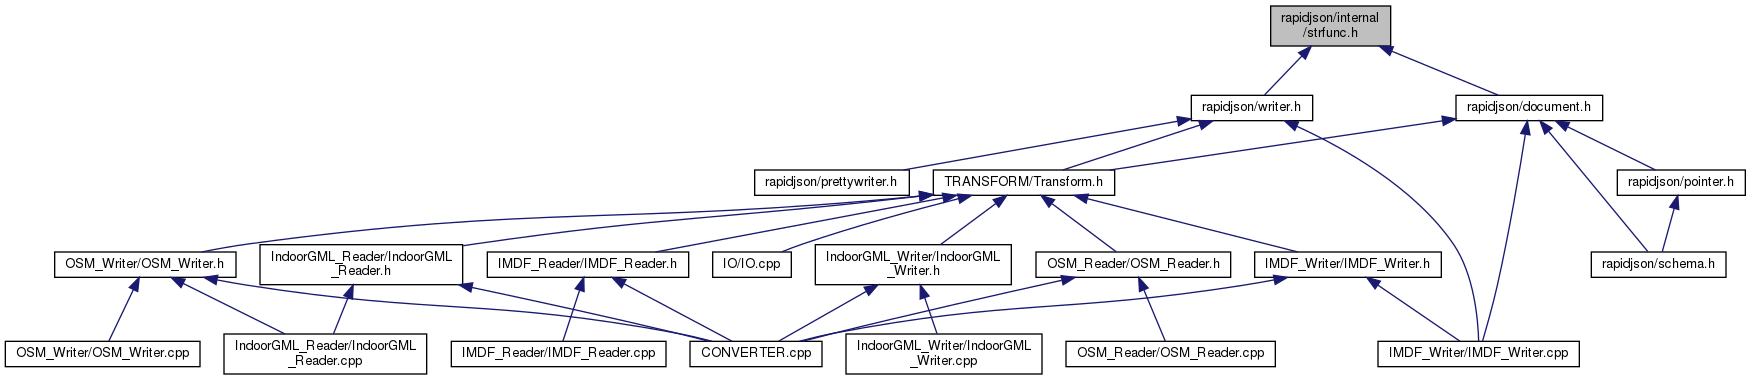 rapidjson/internal
/strfunc.h
rapidjson/writer.h
rapidjson/document.h
rapidjson/prettywriter.h
TRANSFORM/Transform.h
rapidjson/pointer.h
OSM_Writer/OSM_Writer.h
IndoorGML_Reader/IndoorGML
_Reader.h
IMDF_Reader/IMDF_Reader.h
IO/IO.cpp
IndoorGML_Writer/IndoorGML
_Writer.h
OSM_Reader/OSM_Reader.h
IMDF_Writer/IMDF_Writer.h
rapidjson/schema.h
OSM_Writer/OSM_Writer.cpp
IndoorGML_Reader/IndoorGML
_Reader.cpp
IMDF_Reader/IMDF_Reader.cpp
CONVERTER.cpp
IndoorGML_Writer/IndoorGML
_Writer.cpp
OSM_Reader/OSM_Reader.cpp
IMDF_Writer/IMDF_Writer.cpp